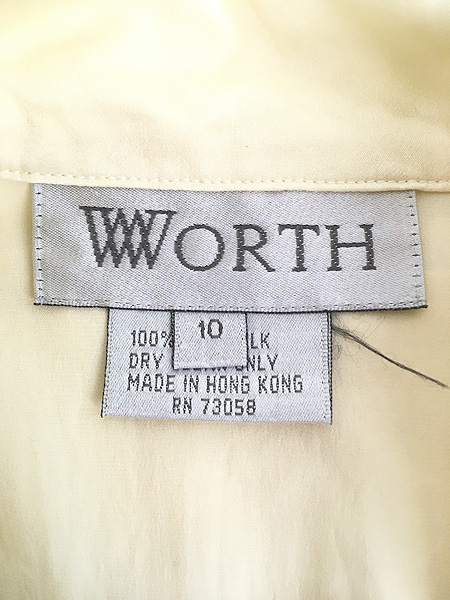 WORTH
10
100% LK
DRY ONLY
MADE IN HONG KONG
RN 73058